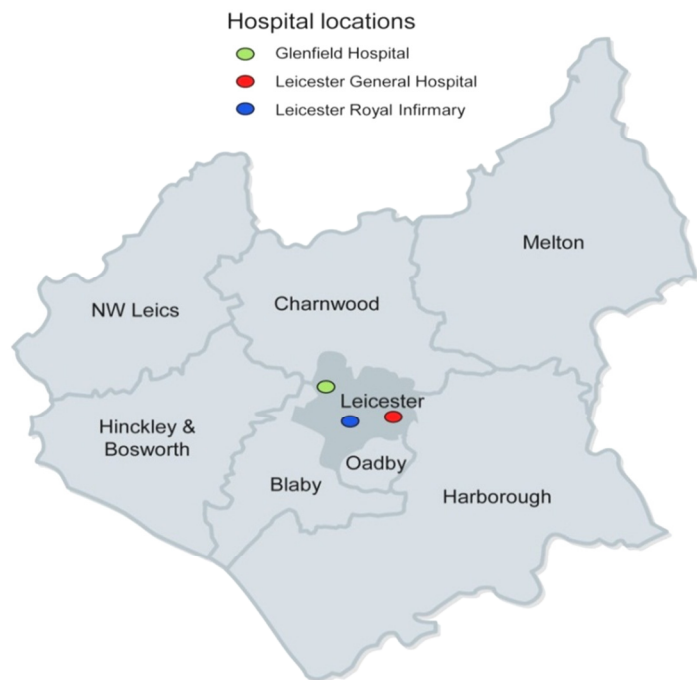 Hospital locations
Glenfield Hospital
Leicester General Hospital
Leicester Royal Infirmary
Melton
NW Leics
Charnwood
Leicester
Hinckley &
Bosworth
Oadby
Blaby
Harborough